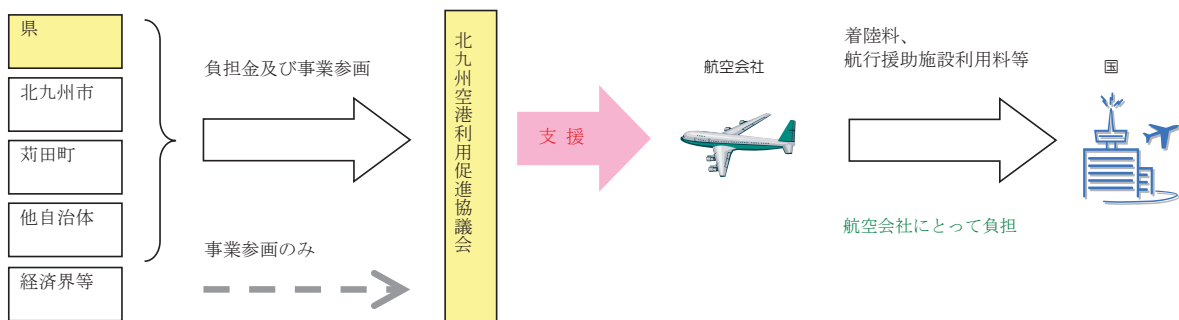 県
北九州市
苅田町
他自治体
経済界等
負担金及び事業参画
事業参画のみ
北九州空港利用促進協議会
支 援
航空会社
着陸料、
航行援助施設利用料等
航空会社にとって負担
国